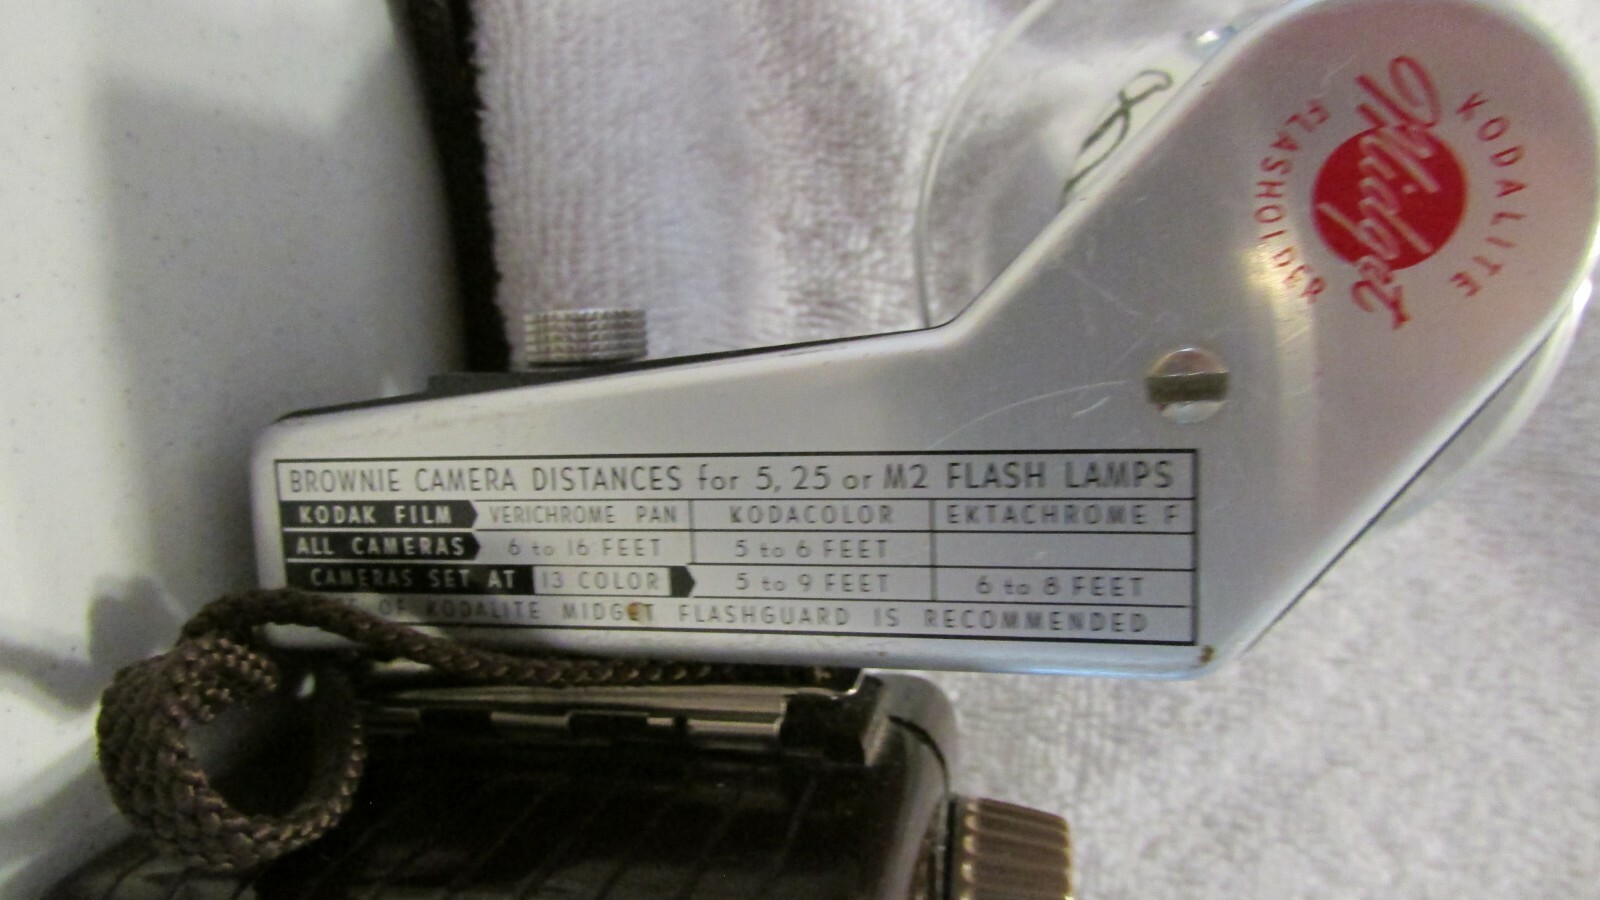 KODALITE
Midget
FLASHOLDER
BROWNIE CAMERA DISTANCES for 5, 25 or M2 FLASH LAMPS
KODAK FILM VERICHROME PAN KODACOLOR EKTACHROME F
ALL CAMERAS 6 to 16 FEET 5 to 6 FEET
CAMERAS SET AT 13 COLOR 5 to 9 FEET 6 to 8 FEET
OF KODALITE MIDGET FLASHGUARD IS RECOMMENDED